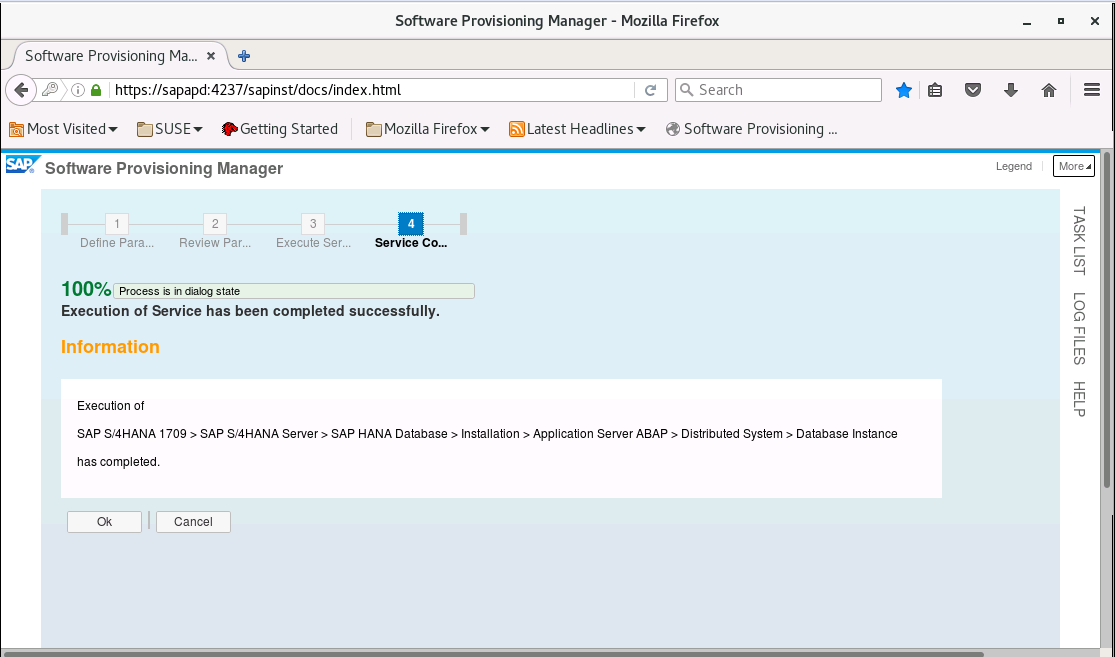 Software Provisioning Manager - Mozilla Firefox
Software Provisioning Ma...
https://sapapd:4237/sapinst/docs/index.html
Search
Most Visited SUSE Getting Started Mozilla Firefox Latest Headlines Software Provisioning ...
SAP Software Provisioning Manager Legend More
1 2 3 4
Define Para... Review Par... Execute Ser... Service Co...
100% Process is in dialog state
Execution of Service has been completed successfully.
Information
Execution of
SAP S/4HANA 1709 > SAP S/4HANA Server > SAP HANA Database > Installation > Application Server ABAP > Distributed System > Database Instance
has completed.
Ok Cancel
TASK LIST
LOG FILES
HELP